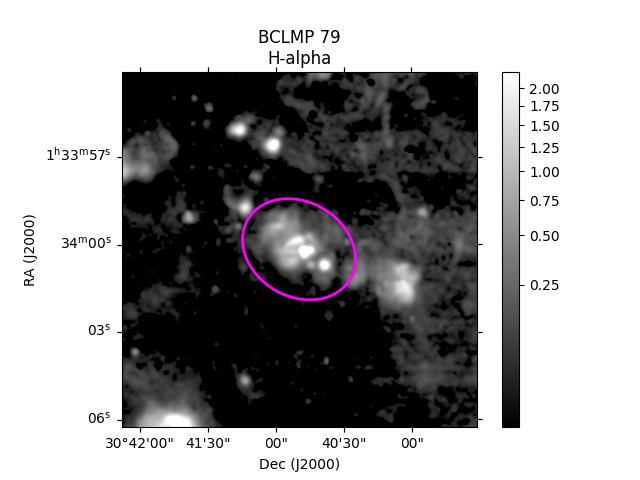 BCLMP 79
H-alpha
RA (J2000)
1ʰ33ᵐ57ˢ
34ᵐ00ˢ
03ˢ
06ˢ
30°42'00" 41'30" 00" 40'30" 00"
Dec (J2000)
2.00
1.75
1.50
1.25
1.00
0.75
0.50
0.25